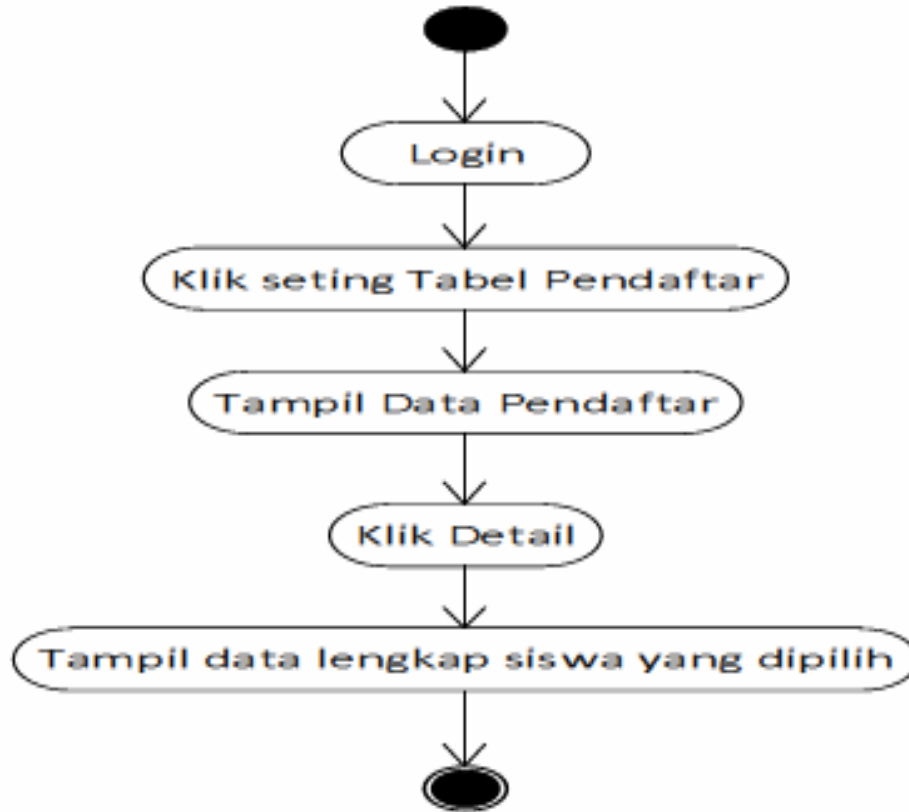 Login
Klik seting Tabel Pendaftar
Tampil Data Pendaftar
Klik Detail
Tampil data lengkap siswa yang dipilih